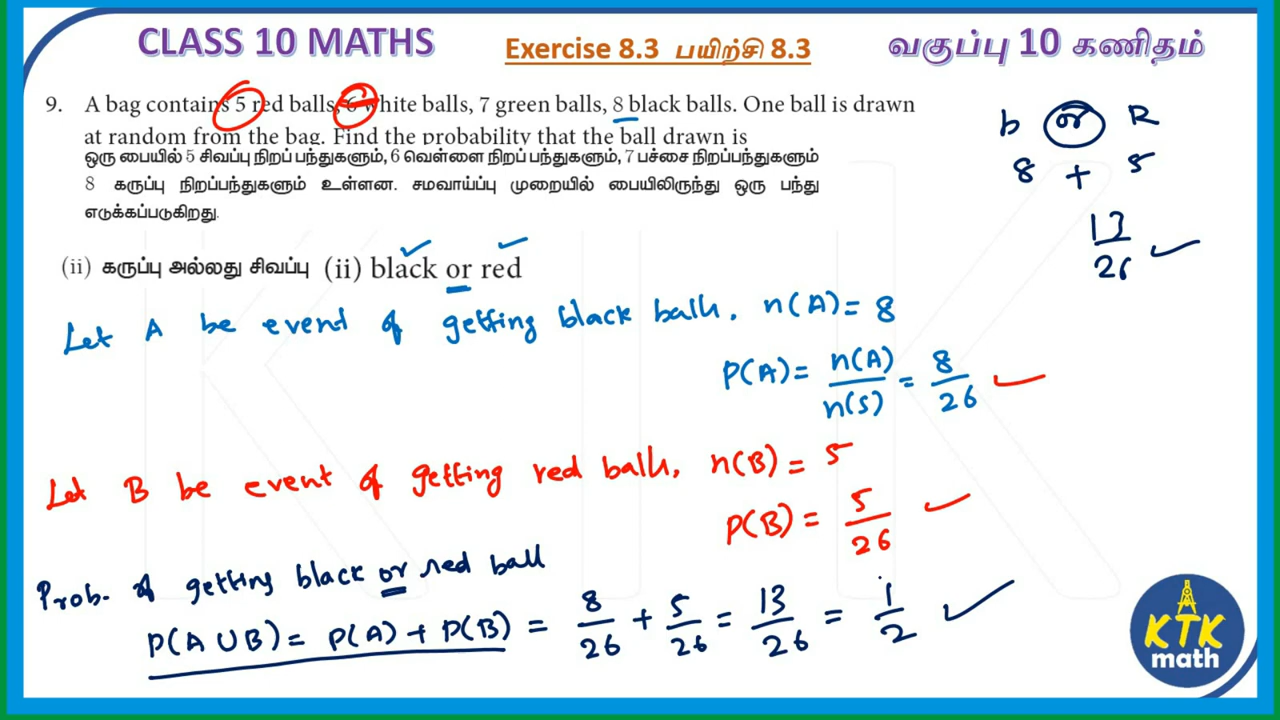 CLASS 10 MATHS
Exercise 8.3 பயிற்சி 8.3
வகுப்பு 10 கணிதம்
9. A bag contains 5 red balls, 6 white balls, 7 green balls, 8 black balls. One ball is drawn
at random from the bag. Find the probability that the ball drawn is
ஒரு பையில் 5 சிவப்பு நிறப் பந்துகளும், 6 வெள்ளை நிறப் பந்துகளும், 7 பச்சை நிறப்பந்துகளும்
8 கருப்பு நிறப்பந்துகளும் உள்ளன. சமவாய்ப்பு முறையில் பையிலிருந்து ஒரு பந்து
எடுக்கப்படுகிறது.
b or R
8 + 5
13
26
(ii) கருப்பு அல்லது சிவப்பு (ii) black or red
Let A be event of getting black balls, n(A) = 8
P(A) = n(A)/n(S) = 8/26
Let B be event of getting red balls, n(B) = 5
P(B) = 5/26
Prob. of getting black or red ball
P(A ∪ B) = P(A) + P(B) = 8/26 + 5/26 = 13/26 = 1/2
KTK
math